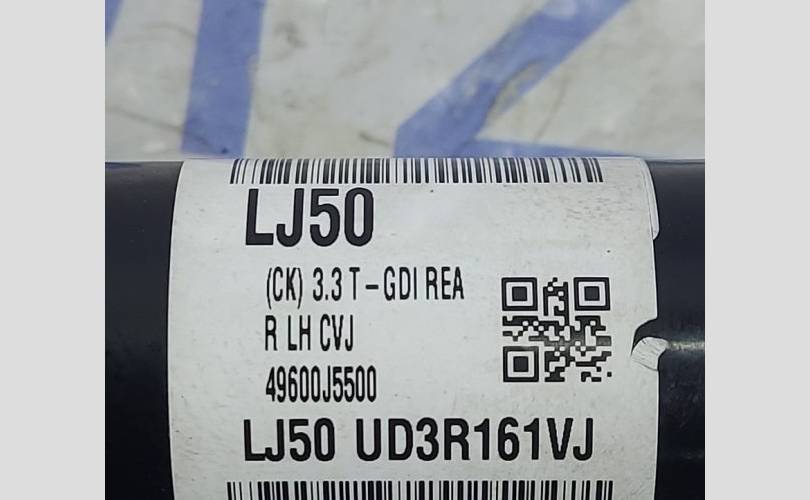 LJ50
(CK) 3.3 T-GDI REA
R LH CVJ
49600J5500
LJ50 UD3R161VJ